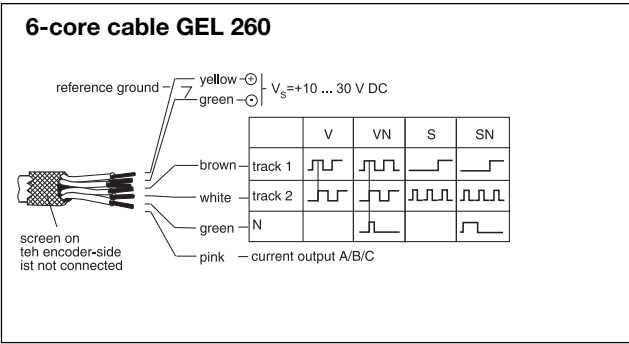 6-core cable GEL 260
reference ground
yellow
green
VS=+10 ... 30 V DC
V VN S SN
brown track 1
white track 2
green N
pink current output A/B/C
screen on
teh encoder-side
ist not connected